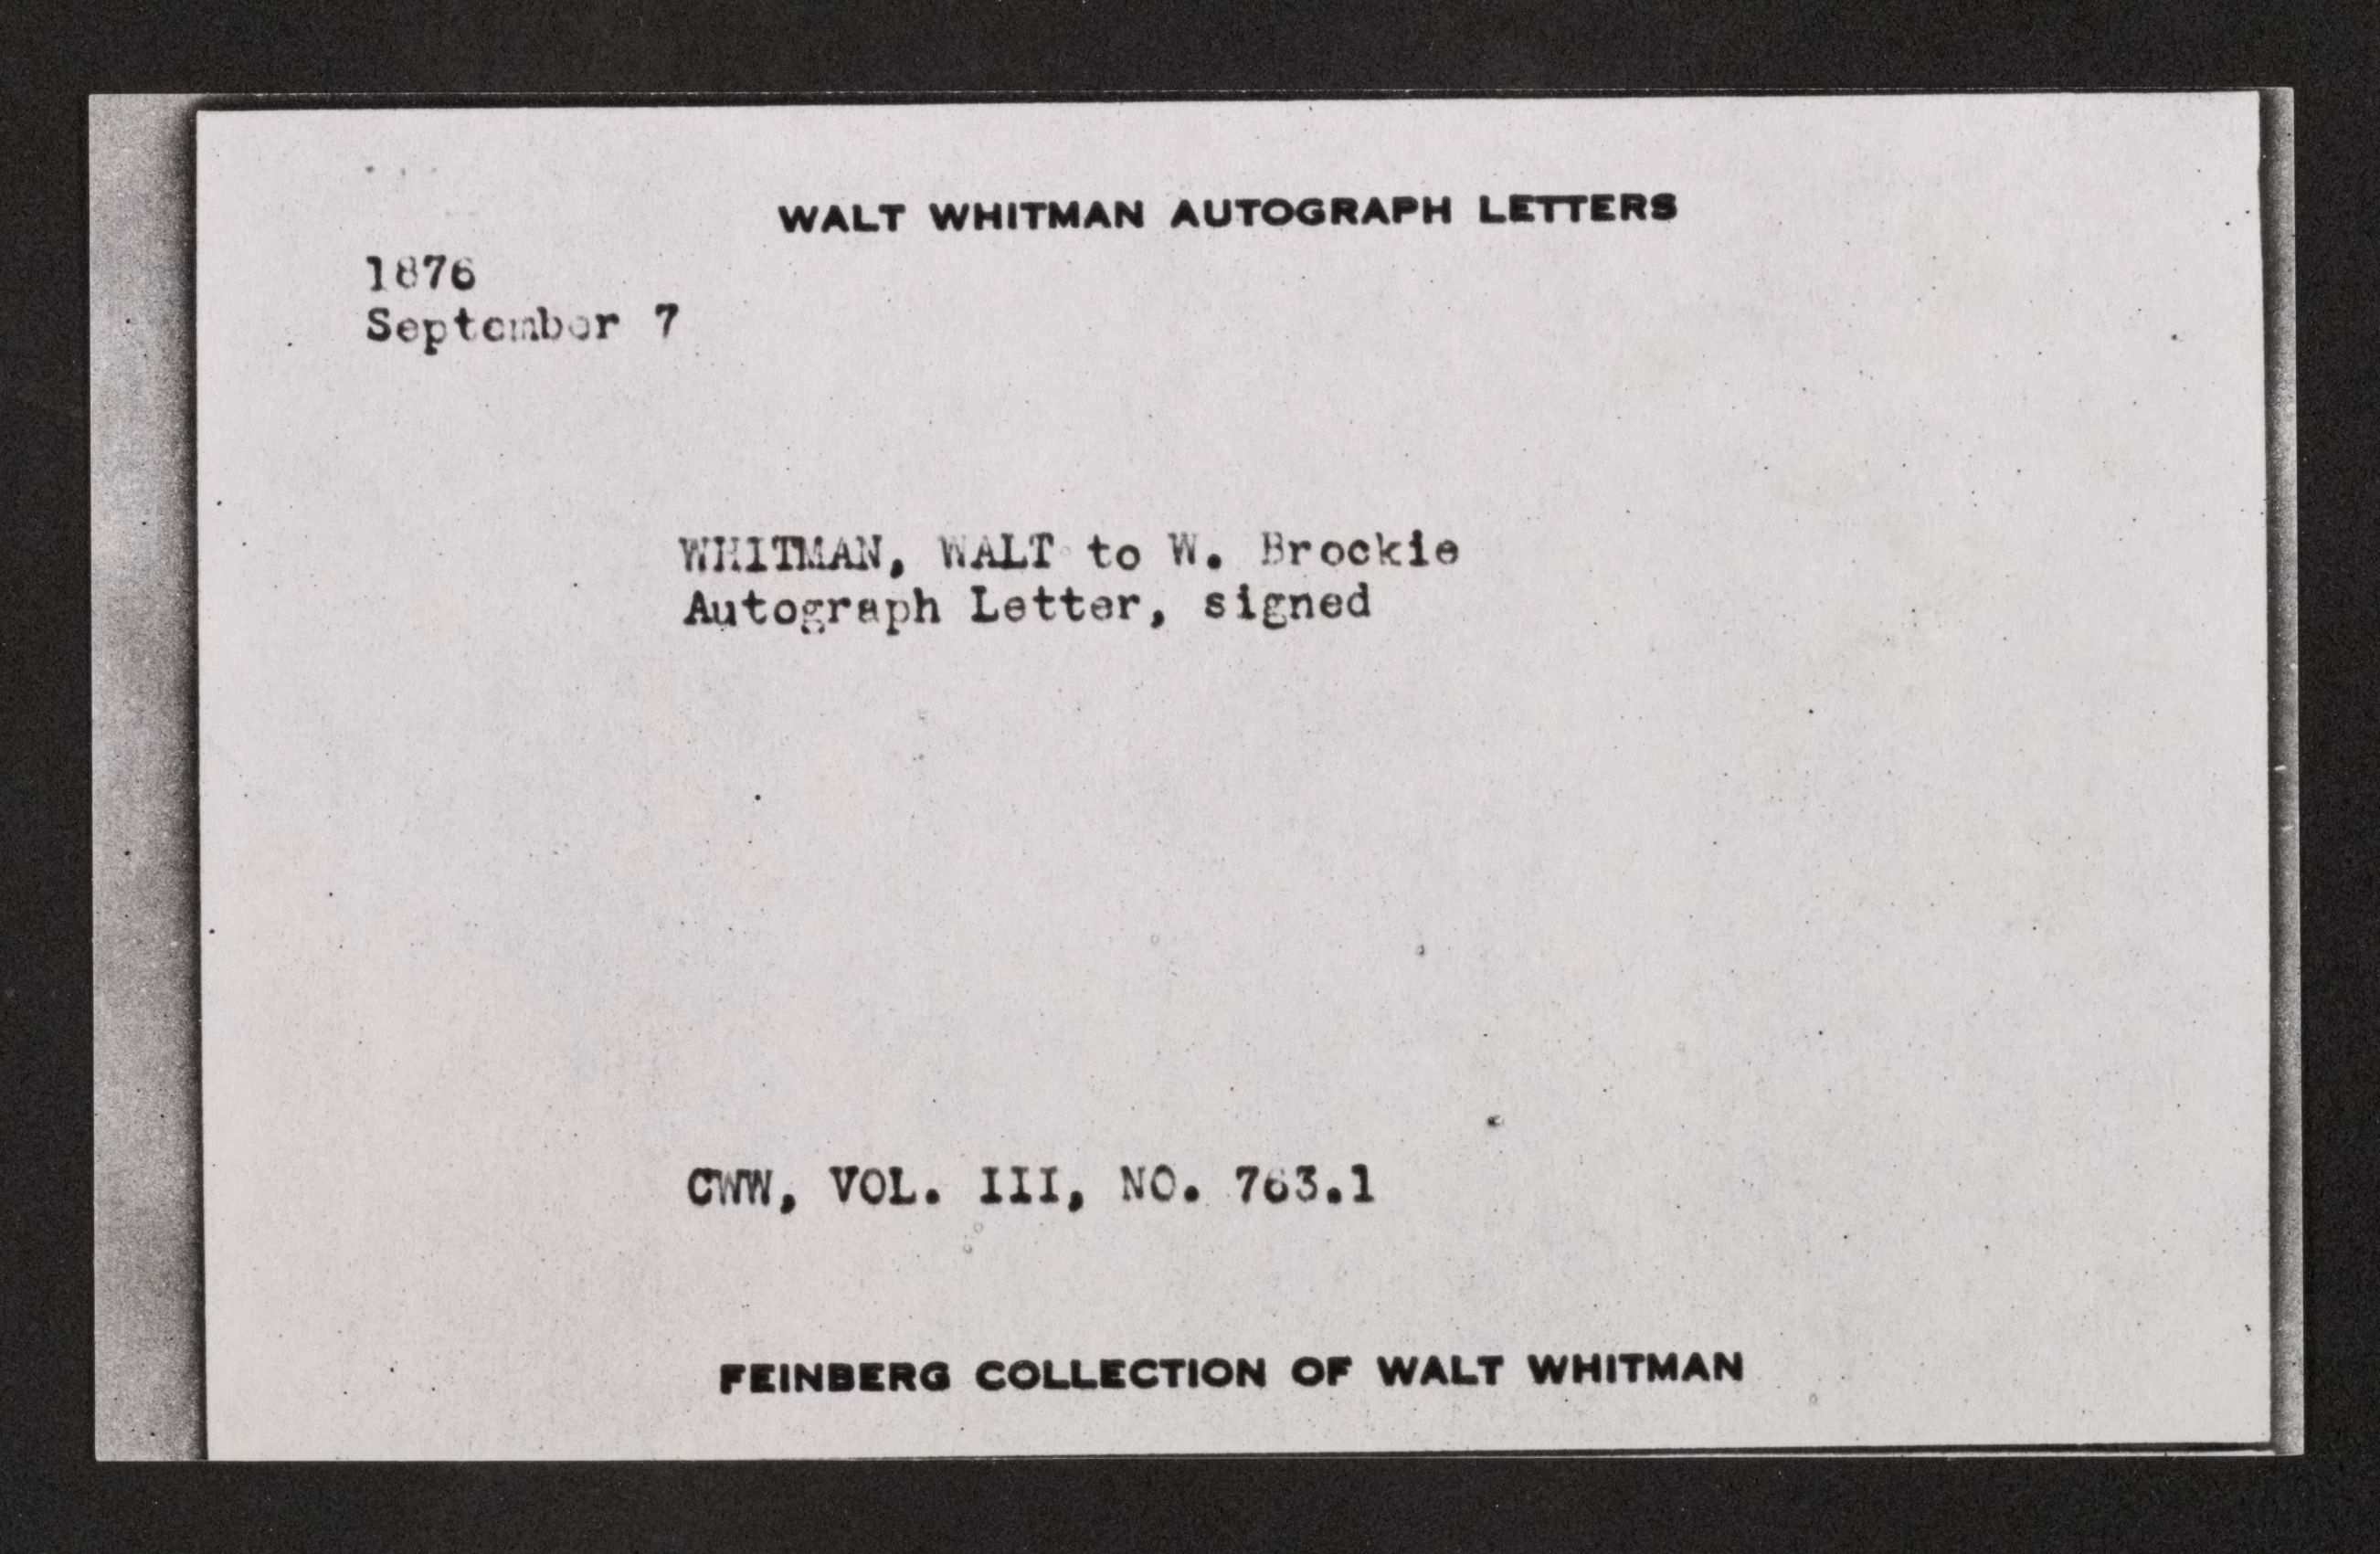 WALT WHITMAN AUTOGRAPH LETTERS
1876
September 7
WHITMAN, WALT to W. Brockie
Autograph Letter, signed
CWW, VOL. III, NO. 763.1
FEINBERG COLLECTION OF WALT WHITMAN